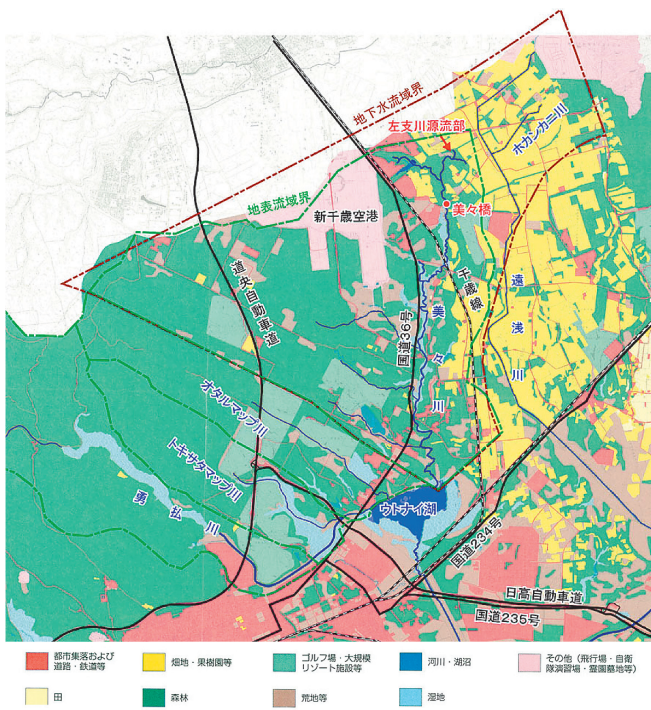 地下水流域界
左支川源流部
ホカンカニ川
地表流域界
新千歳空港
美々橋
道央自動車道
千歳線
遠浅川
国道36号
美々川
オタルマップ川
トキサタマップ川
勇払川
ウトナイ湖
国道234号
日高自動車道
国道235号
都市集落および
道路・鉄道等
畑地・果樹園等
ゴルフ場・大規模
リゾート施設等
河川・湖沼
その他（飛行場・自衛
隊演習場・霊園墓地等）
田
森林
荒地等
湿地